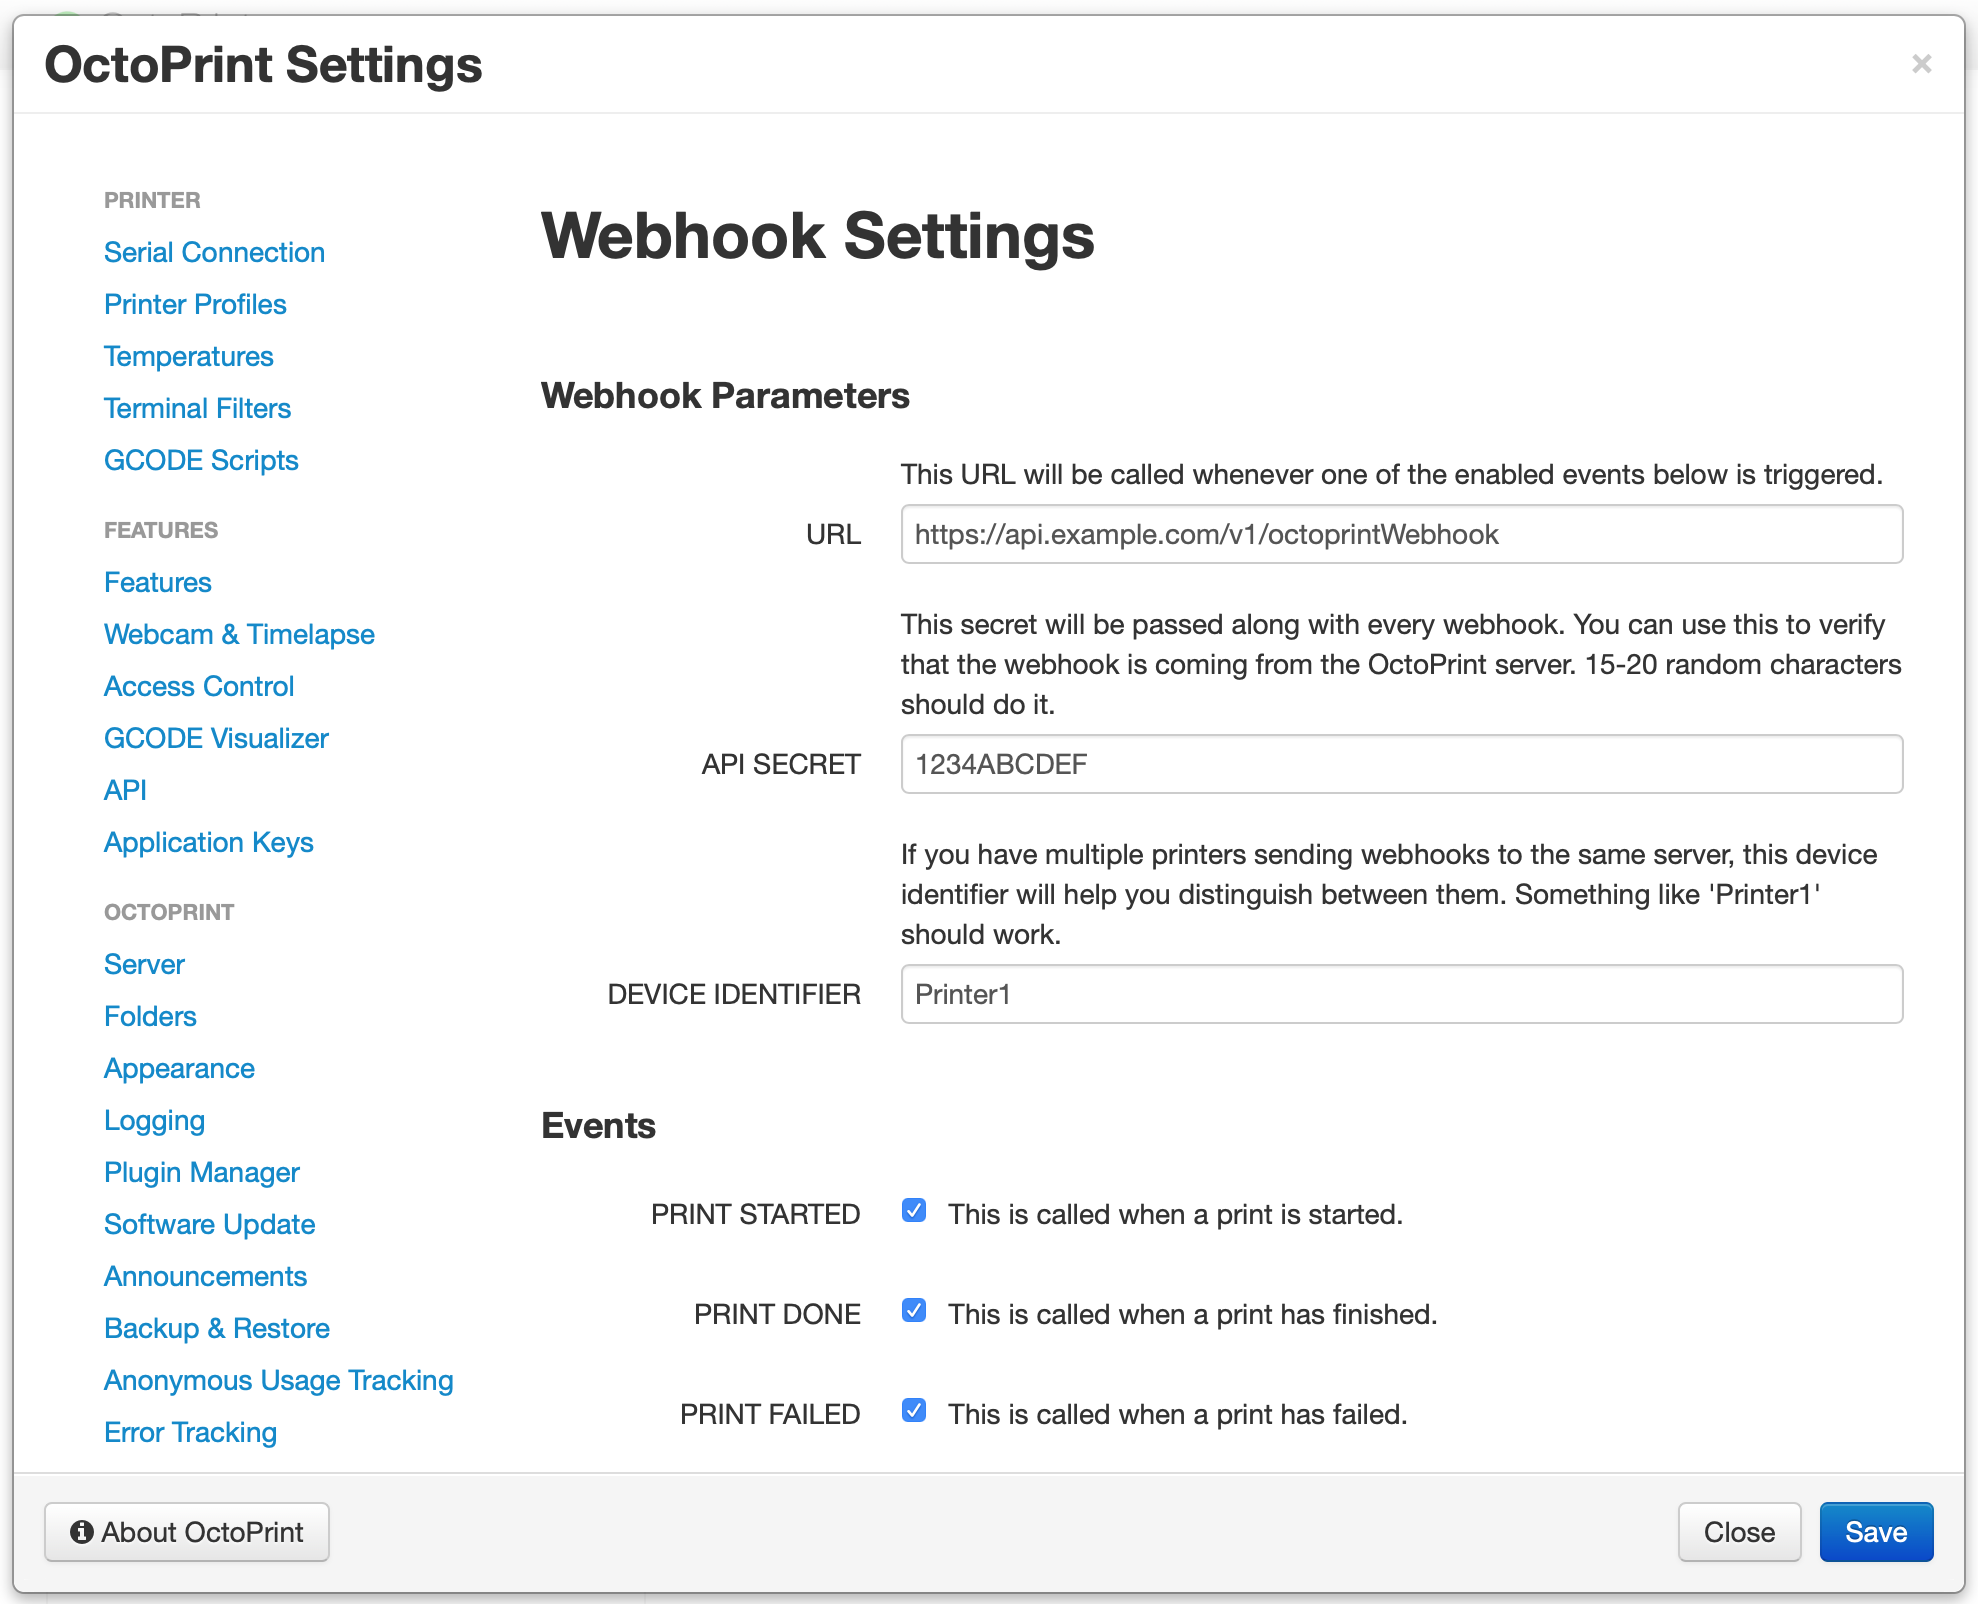 OctoPrint Settings
×
PRINTER
Serial Connection
Printer Profiles
Temperatures
Terminal Filters
GCODE Scripts
FEATURES
Features
Webcam & Timelapse
Access Control
GCODE Visualizer
API
Application Keys
OCTOPRINT
Server
Folders
Appearance
Logging
Plugin Manager
Software Update
Announcements
Backup & Restore
Anonymous Usage Tracking
Error Tracking
Webhook Settings
Webhook Parameters
This URL will be called whenever one of the enabled events below is triggered.
URL https://api.example.com/v1/octoprintWebhook
This secret will be passed along with every webhook. You can use this to verify
that the webhook is coming from the OctoPrint server. 15-20 random characters
should do it.
API SECRET 1234ABCDEF
If you have multiple printers sending webhooks to the same server, this device
identifier will help you distinguish between them. Something like 'Printer1'
should work.
DEVICE IDENTIFIER Printer1
Events
PRINT STARTED This is called when a print is started.
PRINT DONE This is called when a print has finished.
PRINT FAILED This is called when a print has failed.
About OctoPrint
Close
Save